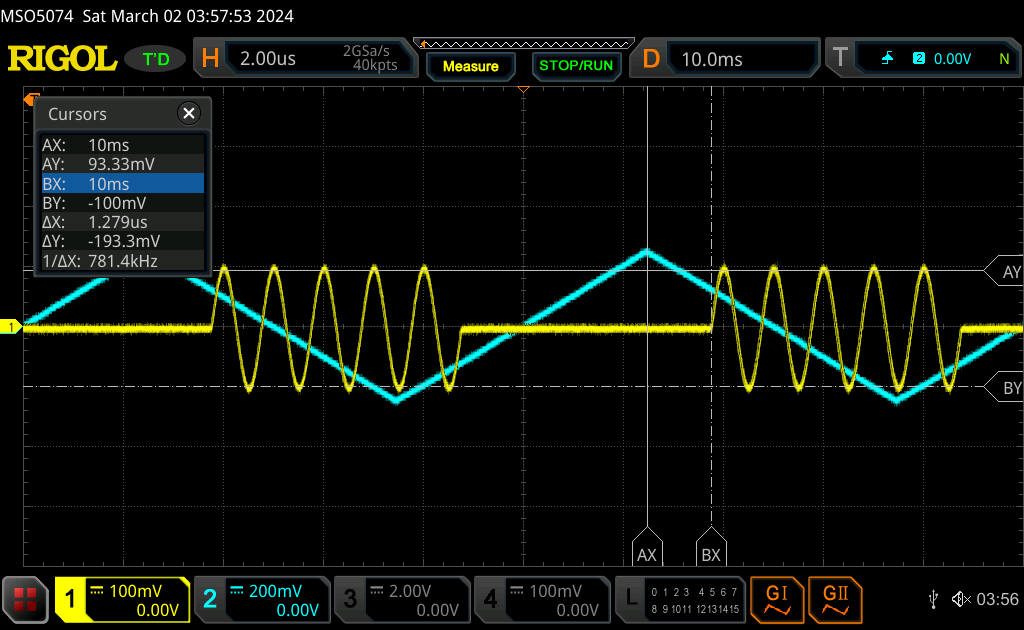 MSO5074 Sat March 02 03:57:53 2024
RIGOL T'D H 2.00us 2GSa/s 40kpts Measure STOP/RUN D 10.0ms T 2 0.00V N
T
Cursors
AX: 10ms
AY: 93.33mV
BX: 10ms
BY: -100mV
ΔX: 1.279us
ΔY: -193.3mV
1/ΔX: 781.4kHz
AY
1
BY
AX BX
1 100mV 0.00V
2 200mV 0.00V
3 2.00V 0.00V
4 100mV 0.00V
L 0 1 2 3 4 5 6 7
8 9 10 11 12 13 14 15
GI GII 03:56